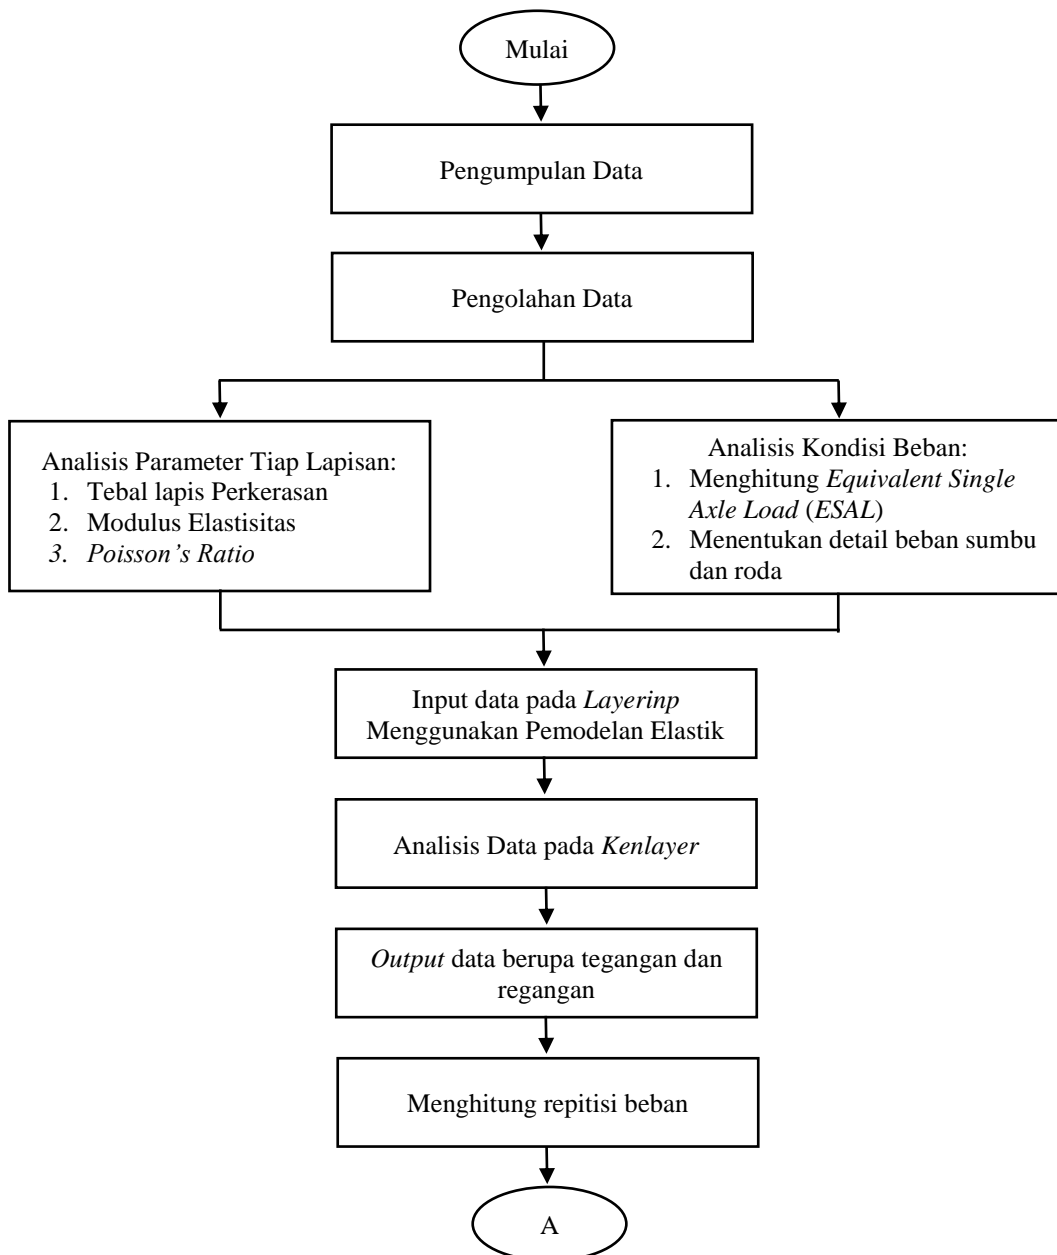 Mulai
Pengumpulan Data
Pengolahan Data
Analisis Parameter Tiap Lapisan:
1. Tebal lapis Perkerasan
2. Modulus Elastisitas
3. Poisson’s Ratio
Analisis Kondisi Beban:
1. Menghitung Equivalent Single
Axle Load (ESAL)
2. Menentukan detail beban sumbu
dan roda
Input data pada Layerinp
Menggunakan Pemodelan Elastik
Analisis Data pada Kenlayer
Output data berupa tegangan dan
regangan
Menghitung repitisi beban
A